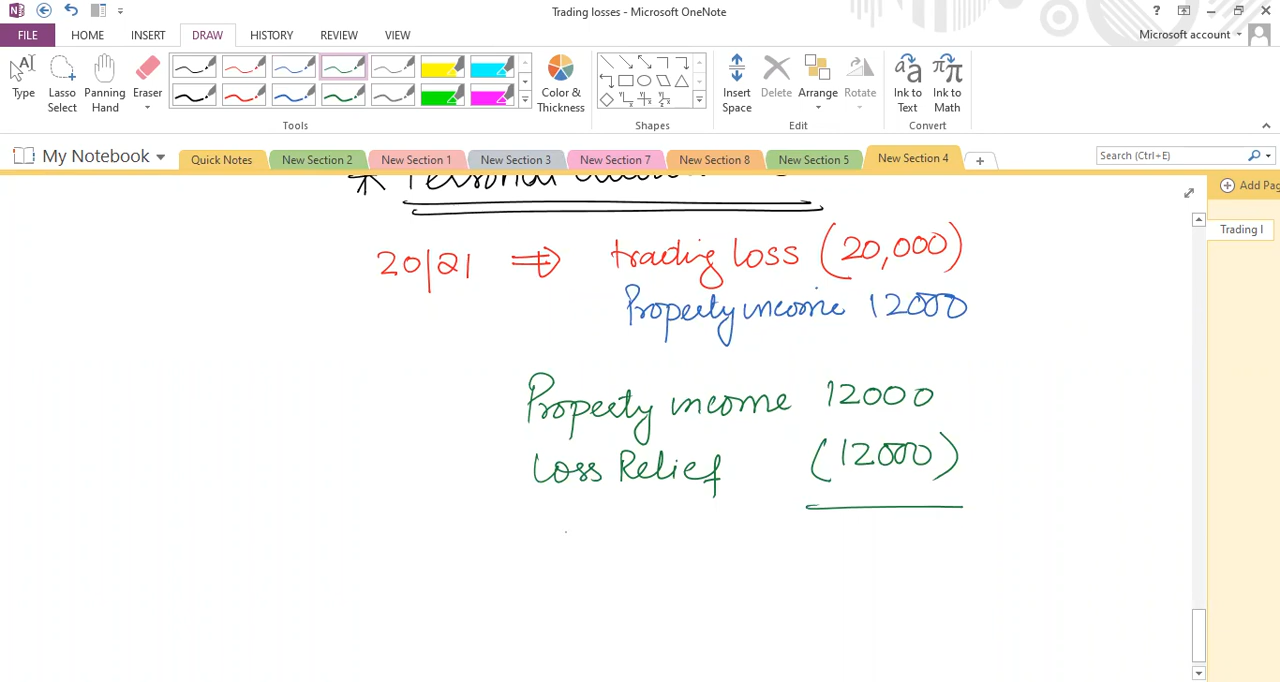 Trading losses - Microsoft OneNote
Microsoft account
FILE HOME INSERT DRAW HISTORY REVIEW VIEW
Type Lasso Select Panning Hand Eraser Color & Thickness Insert Space Delete Arrange Rotate Ink to Text Ink to Math
Tools Shapes Edit Convert
My Notebook Quick Notes New Section 2 New Section 1 New Section 3 New Section 7 New Section 8 New Section 5 New Section 4 Search (Ctrl+E)
Add Pag
Trading l
Personal
20/21 ⇒ trading loss (20,000)
Property income 12000
Property income 12000
Loss Relief (12000)